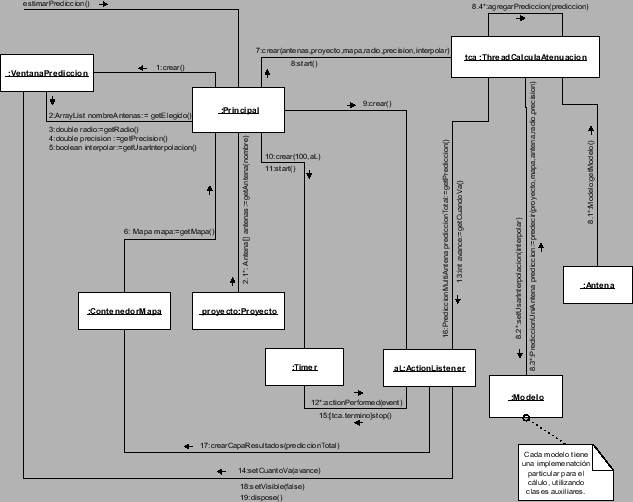 estimarPrediccion()
8.4*:agregarPrediccion(prediccion)
7:crear(antenas,proyecto,mapa,radio,precision,interpolar)
8:start()
tca:ThreadCalculaAtenuacion
:VentanaPrediccion
1:crear()
:Principal
9:crear()
2:ArrayList nombreAntenas:= getElegido()
3:double radio:=getRadio()
4:double precision :=getPrecision()
5:boolean interpolar:=getUsarInterpolacion()
10:crear(100,aL)
11:start()
2.1*: Antena[] antenas :=getAntena(nombre)
6: Mapa mapa:=getMapa()
16:PrediccionMultiAntena prediccionTotal:=getPrediccion()
13:int avance:=getCuandoVa()
8.2*:setUsarInterpolacion(interpolar)
8.3*:PrediccionUniAntena prediccion:=predecir(proyecto,mapa,antena,radio,precision)
8.1*:Modelo:getModelo()
:Antena
:ContenedorMapa
proyecto:Proyecto
:Timer
aL:ActionListener
:Modelo
12*:actionPerformed(event)
15:[tca.termino]stop()
17:crearCapaResultados(prediccionTotal)
14:setCuantoVa(avance)
18:setVisible(false)
19:dispose()
Cada modelo tiene
una implemenatción
particular para el
cálulo, utilizando
clases auxiliares.